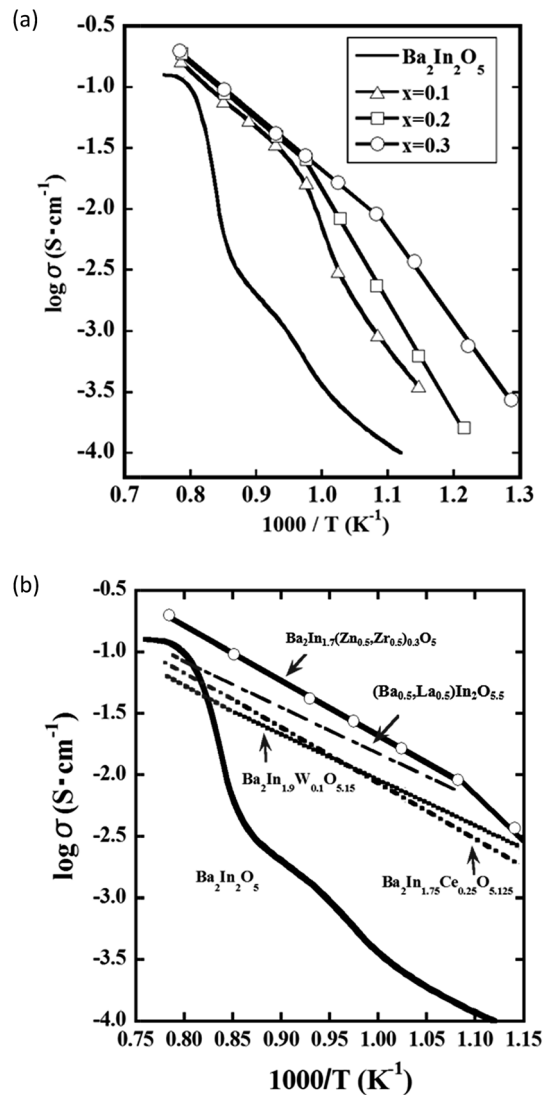 (a)
-0.5
-1.0
-1.5
-2.0
-2.5
-3.0
-3.5
-4.0
log σ (S・cm⁻¹)
Ba₂In₂O₅
x=0.1
x=0.2
x=0.3
0.7 0.8 0.9 1.0 1.1 1.2 1.3
1000 / T (K⁻¹)
(b)
-0.5
-1.0
-1.5
-2.0
-2.5
-3.0
-3.5
-4.0
log σ (S・cm⁻¹)
Ba₂In₁.₇(Zn₀.₅,Zr₀.₅)₀.₃O₅
(Ba₀.₅,La₀.₅)In₂O₅.₅
Ba₂In₁.₉W₀.₁O₅.₁₅
Ba₂In₂O₅
Ba₂In₁.₇₅Ce₀.₂₅O₅.₁₂₅
0.75 0.80 0.85 0.90 0.95 1.00 1.05 1.10 1.15
1000/T (K⁻¹)